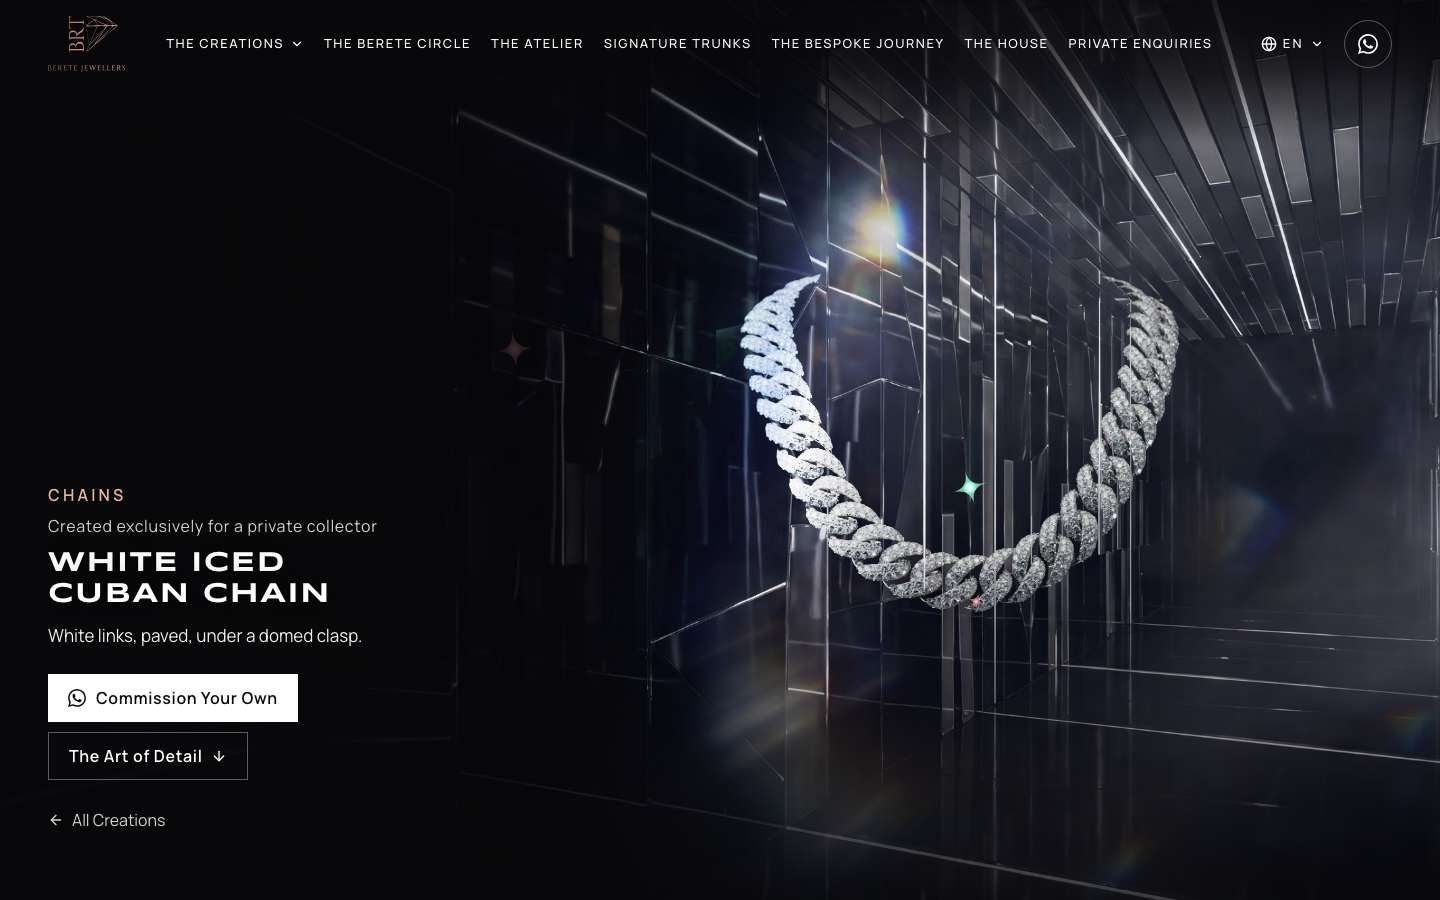 BRT
BERETE JEWELLERS
THE CREATIONS
THE BERETE CIRCLE
THE ATELIER
SIGNATURE TRUNKS
THE BESPOKE JOURNEY
THE HOUSE
PRIVATE ENQUIRIES
EN
CHAINS
Created exclusively for a private collector
WHITE ICED
CUBAN CHAIN
White links, paved, under a domed clasp.
Commission Your Own
The Art of Detail
All Creations